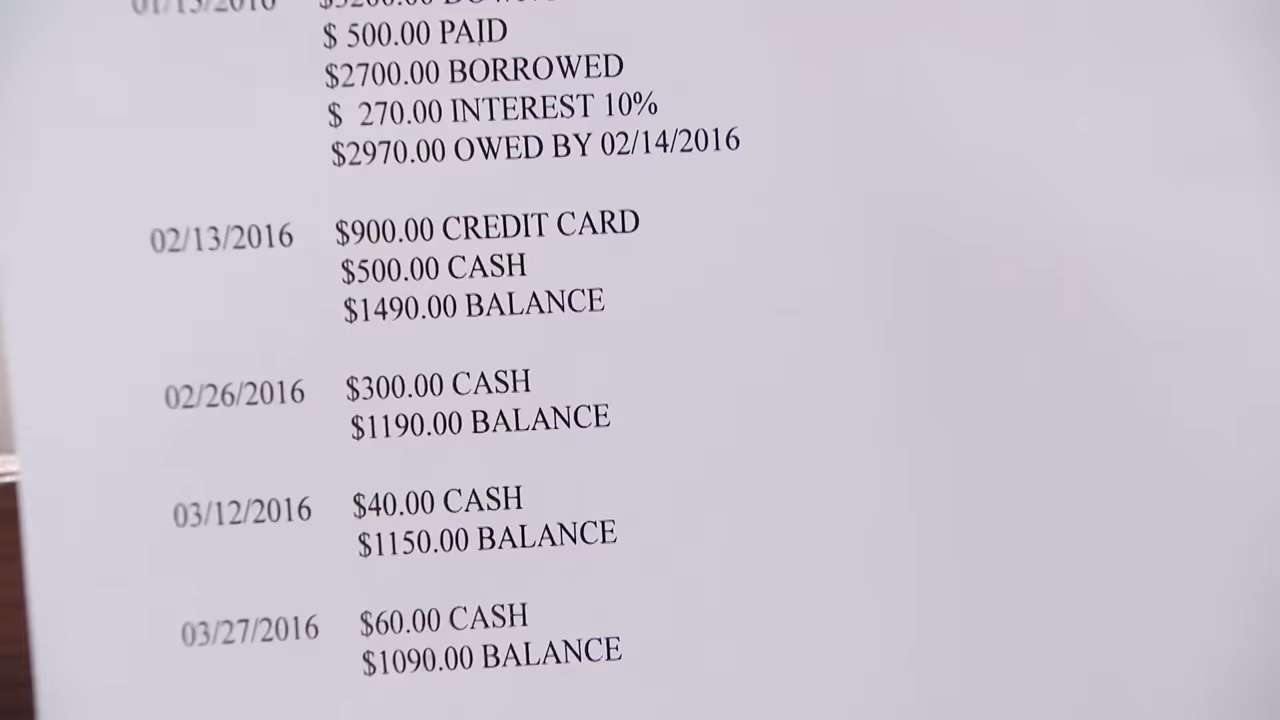 $ 500.00 PAID
$2700.00 BORROWED
$ 270.00 INTEREST 10%
$2970.00 OWED BY 02/14/2016
02/13/2016 $900.00 CREDIT CARD
$500.00 CASH
$1490.00 BALANCE
02/26/2016 $300.00 CASH
$1190.00 BALANCE
03/12/2016 $40.00 CASH
$1150.00 BALANCE
03/27/2016 $60.00 CASH
$1090.00 BALANCE